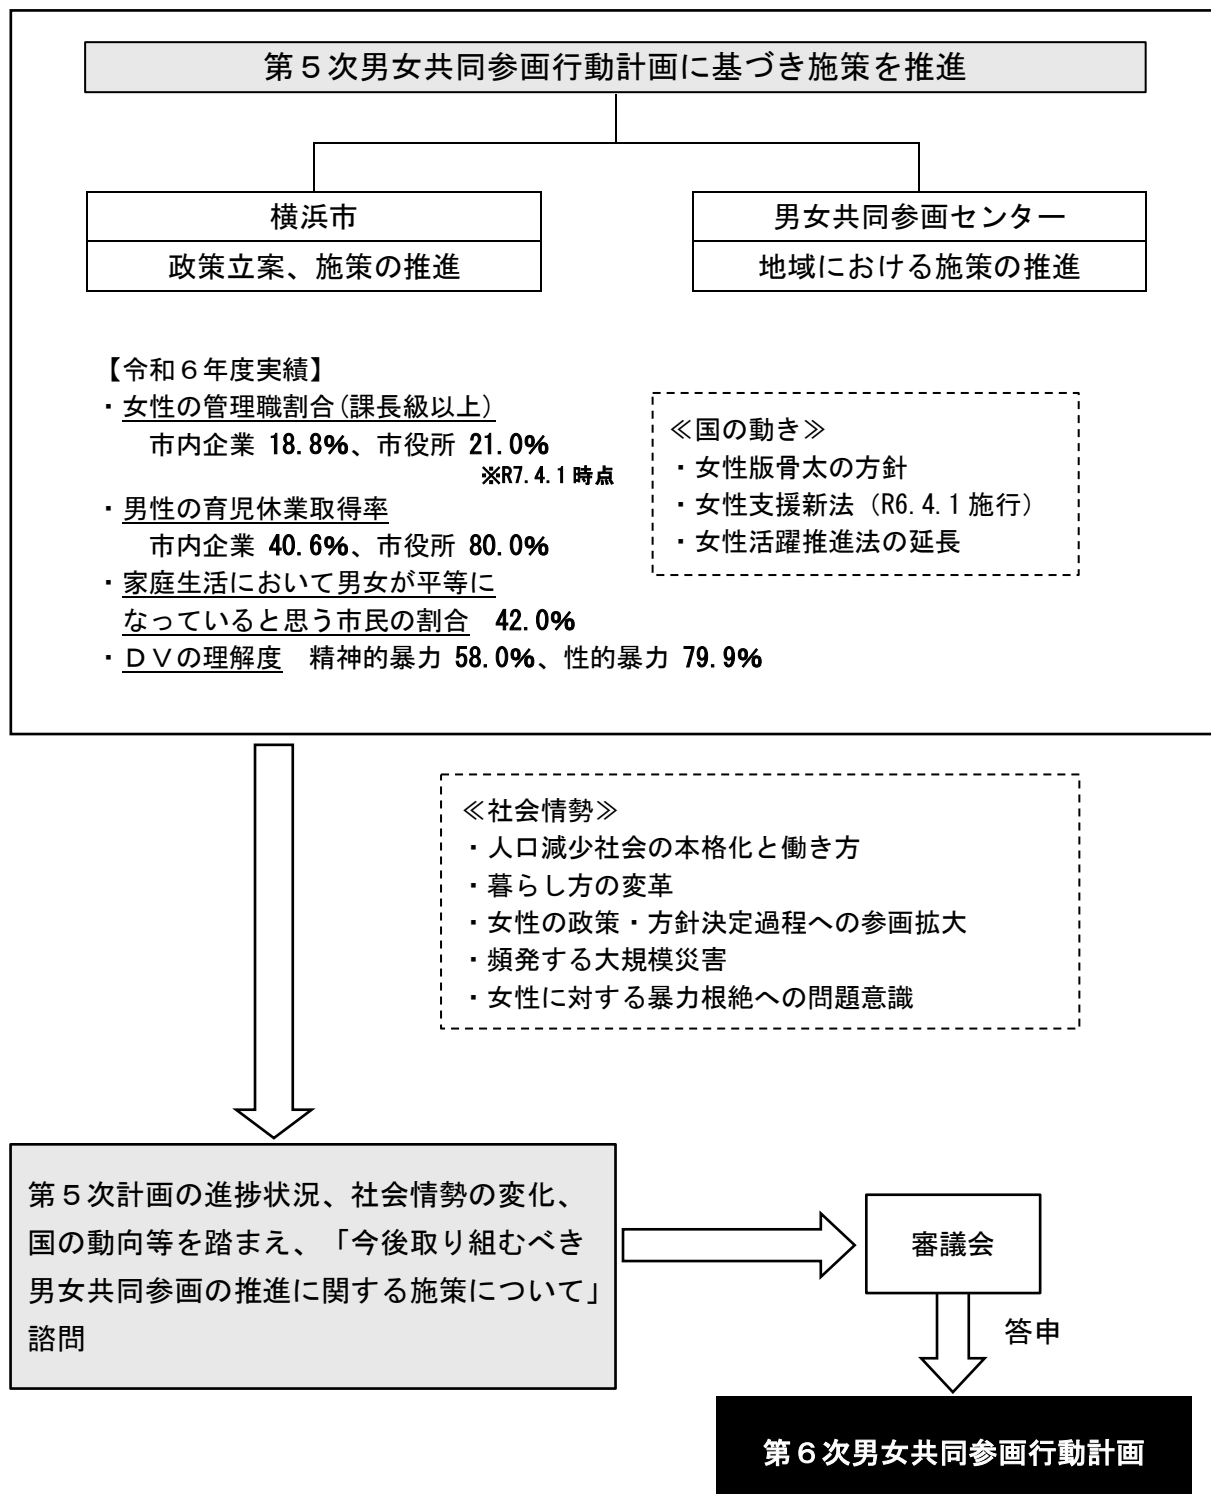 第５次男女共同参画行動計画に基づき施策を推進
横浜市
政策立案、施策の推進
男女共同参画センター
地域における施策の推進
【令和６年度実績】
・女性の管理職割合(課長級以上)
市内企業 18.8%、市役所 21.0%
※R7.4.1時点
・男性の育児休業取得率
市内企業 40.6%、市役所 80.0%
・家庭生活において男女が平等に
なっていると思う市民の割合　42.0%
・ＤＶの理解度　精神的暴力 58.0%、性的暴力 79.9%
≪国の動き≫
・女性版骨太の方針
・女性支援新法（R6.4.1施行）
・女性活躍推進法の延長
≪社会情勢≫
・人口減少社会の本格化と働き方
・暮らし方の変革
・女性の政策・方針決定過程への参画拡大
・頻発する大規模災害
・女性に対する暴力根絶への問題意識
第５次計画の進捗状況、社会情勢の変化、
国の動向等を踏まえ、「今後取り組むべき
男女共同参画の推進に関する施策について」
諮問
審議会
答申
第６次男女共同参画行動計画